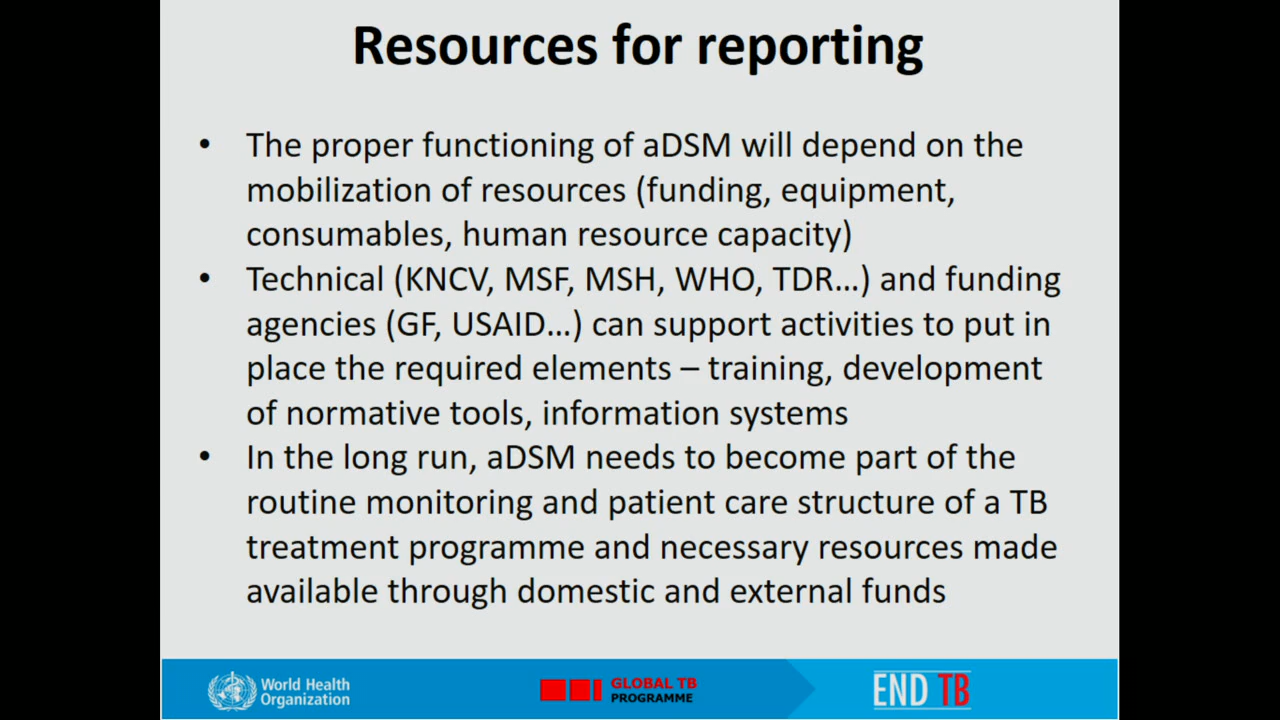 Resources for reporting
• The proper functioning of aDSM will depend on the
mobilization of resources (funding, equipment,
consumables, human resource capacity)
• Technical (KNCV, MSF, MSH, WHO, TDR…) and funding
agencies (GF, USAID…) can support activities to put in
place the required elements – training, development
of normative tools, information systems
• In the long run, aDSM needs to become part of the
routine monitoring and patient care structure of a TB
treatment programme and necessary resources made
available through domestic and external funds
World Health
Organization
GLOBAL TB
PROGRAMME
END TB